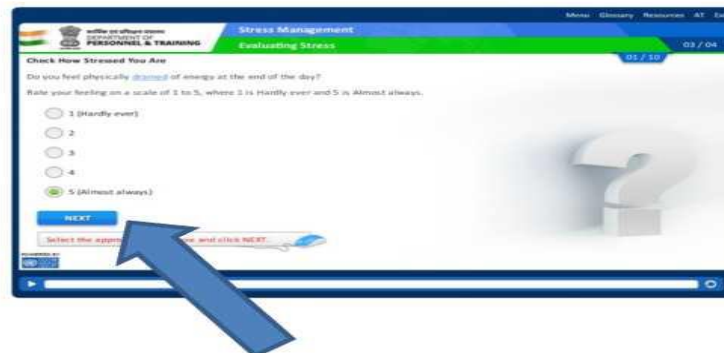 Menu Glossary Resources AT
Stress Management
DEPARTMENT OF
PERSONNEL & TRAINING
Evaluating Stress
03 / 04
Check How Stressed You Are
01 / 10
Do you feel physically drained of energy at the end of the day?
Rate your feeling on a scale of 1 to 5, where 1 is Hardly ever and 5 is Almost always.
1 (Hardly ever)
2
3
4
5 (Almost always)
NEXT
Select the and click NEXT.
POWERED BY